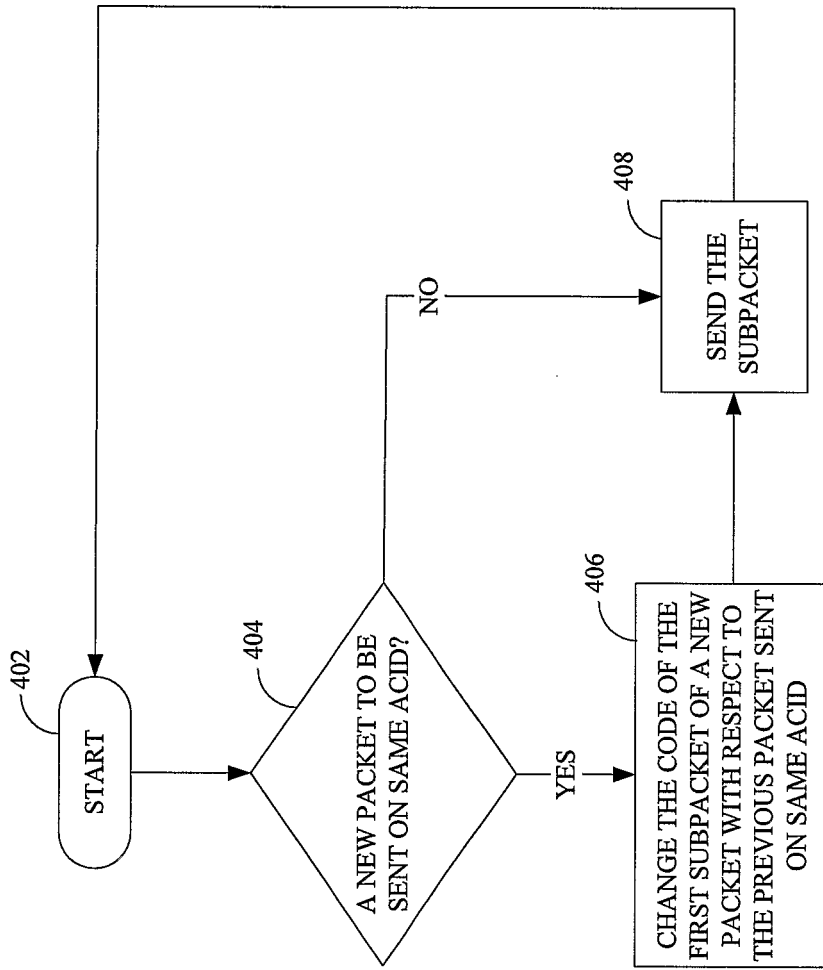 402
START
404
A NEW PACKET TO BE
SENT ON SAME ACID?
NO
YES
406
CHANGE THE CODE OF THE
FIRST SUBPACKET OF A NEW
PACKET WITH RESPECT TO
THE PREVIOUS PACKET SENT
ON SAME ACID
408
SEND THE
SUBPACKET